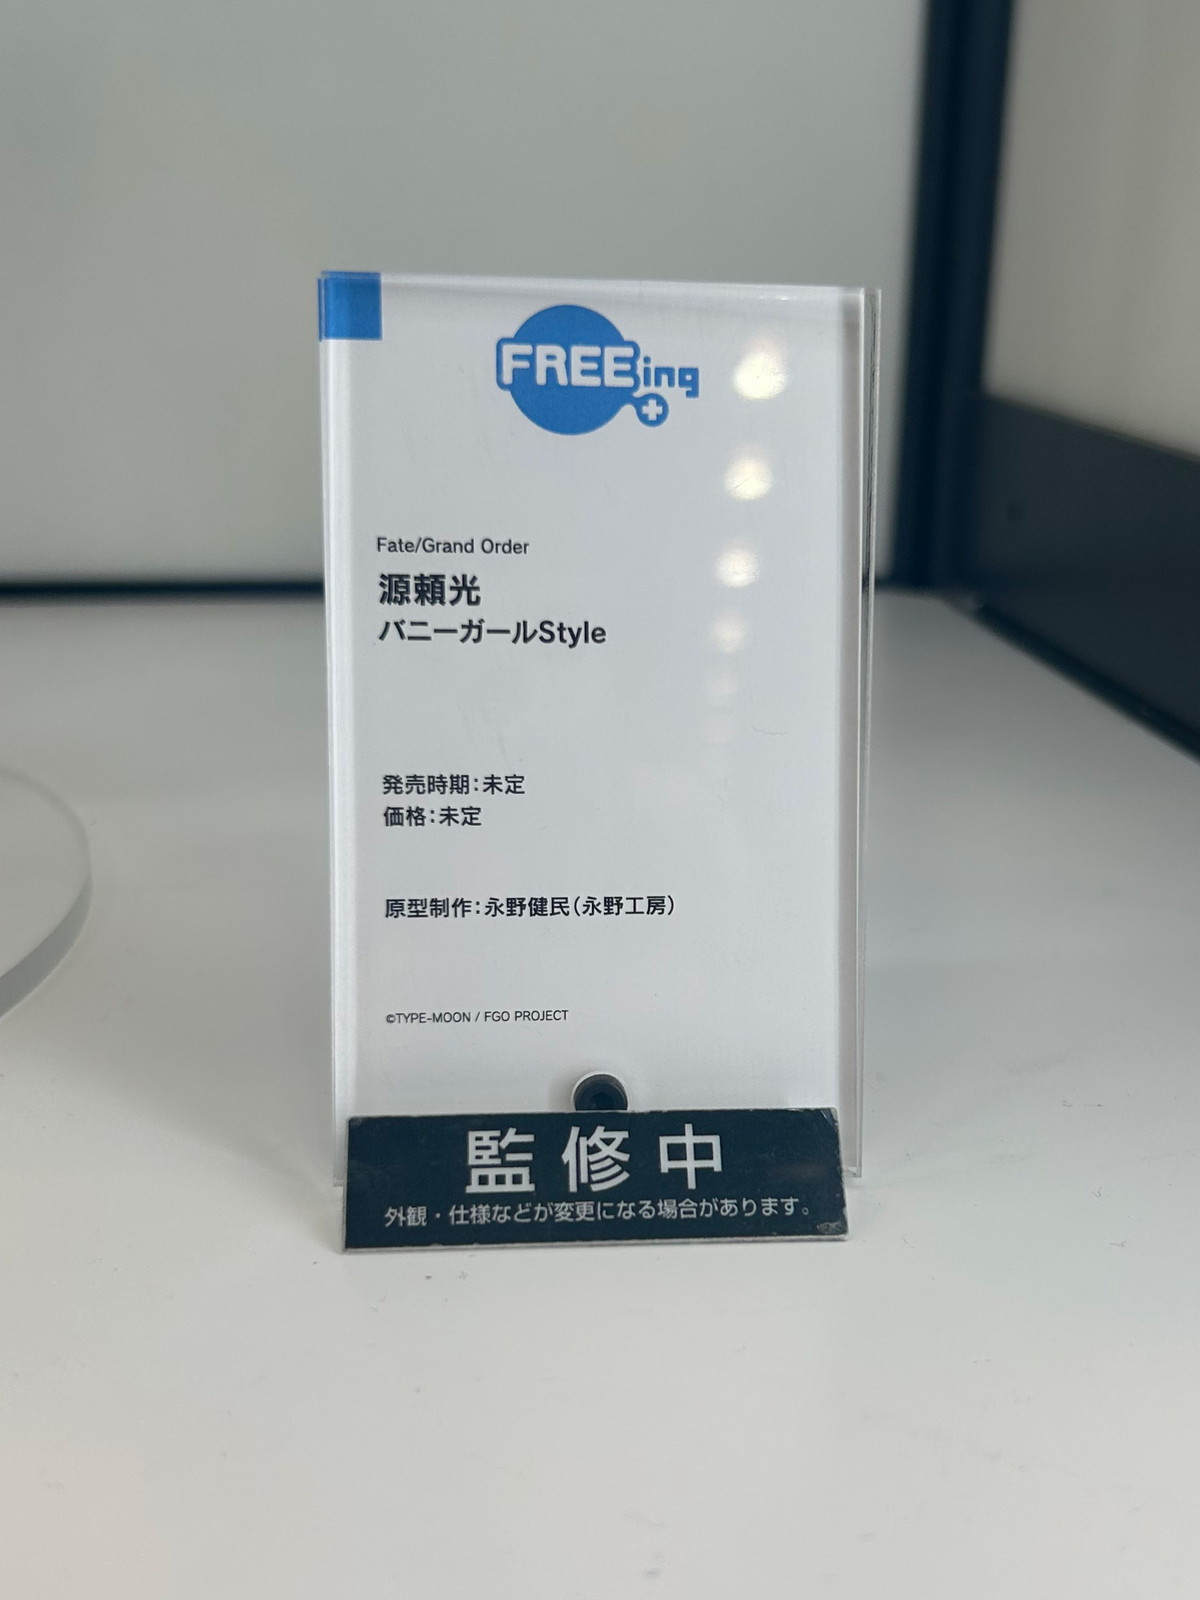 FREEing
Fate/Grand Order
源頼光
バニーガールStyle
発売時期：未定
価格：未定
原型制作：永野健民（永野工房）
©TYPE-MOON / FGO PROJECT
監修中
外観・仕様などが変更になる場合があります。